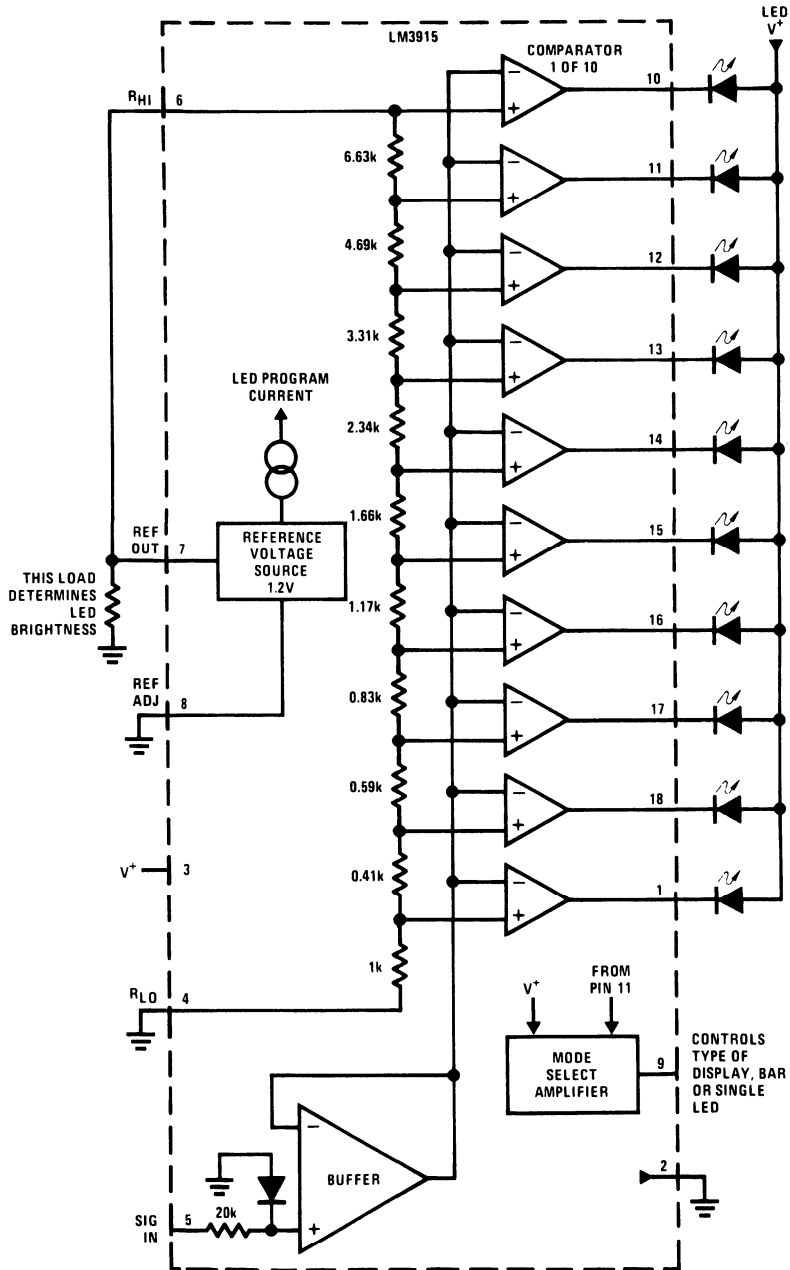 LED
V+
LM3915
COMPARATOR
1 OF 10
10
RHI
6
−
+
6.63k
11
−
+
4.69k
12
−
+
3.31k
13
−
+
LED PROGRAM
CURRENT
2.34k
14
−
+
1.66k
15
−
+
REF
OUT
7
REFERENCE
VOLTAGE
SOURCE
1.2V
THIS LOAD
DETERMINES
LED
BRIGHTNESS
1.17k
16
−
+
REF
ADJ
8
0.83k
17
−
+
0.59k
18
−
+
V+
3
0.41k
1
−
+
1k
RLO
4
V+
FROM
PIN 11
MODE
SELECT
AMPLIFIER
9
CONTROLS
TYPE OF
DISPLAY, BAR
OR SINGLE
LED
−
BUFFER
+
2
SIG
IN
5
20k